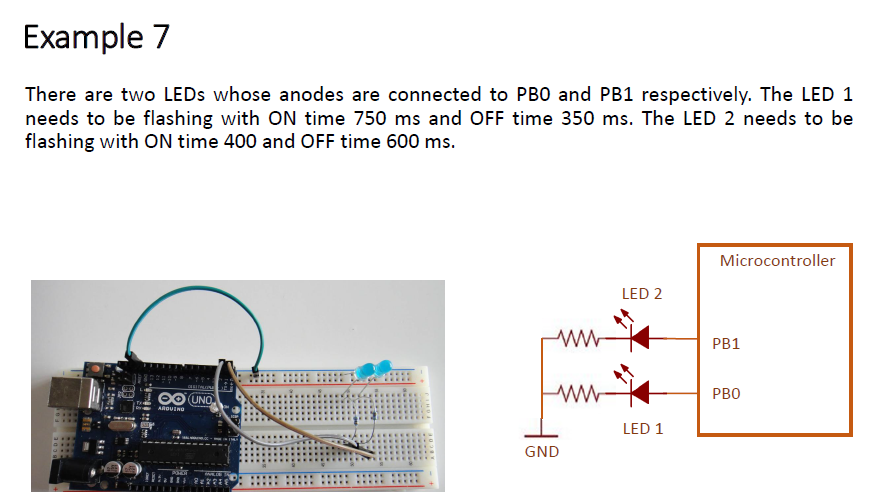 Example 7
There are two LEDs whose anodes are connected to PB0 and PB1 respectively. The LED 1
needs to be flashing with ON time 750 ms and OFF time 350 ms. The LED 2 needs to be
flashing with ON time 400 and OFF time 600 ms.
Microcontroller
LED 2
PB1
PB0
LED 1
GND
UNO
ARDUINO
POWER